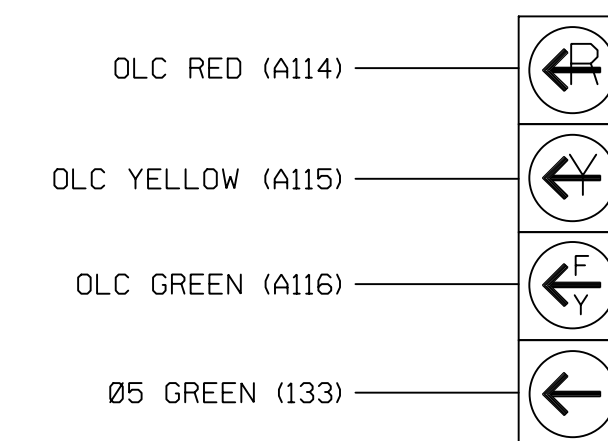 OLC RED (A114)
R
OLC YELLOW (A115)
Y
OLC GREEN (A116)
F
Y
Ø5 GREEN (133)